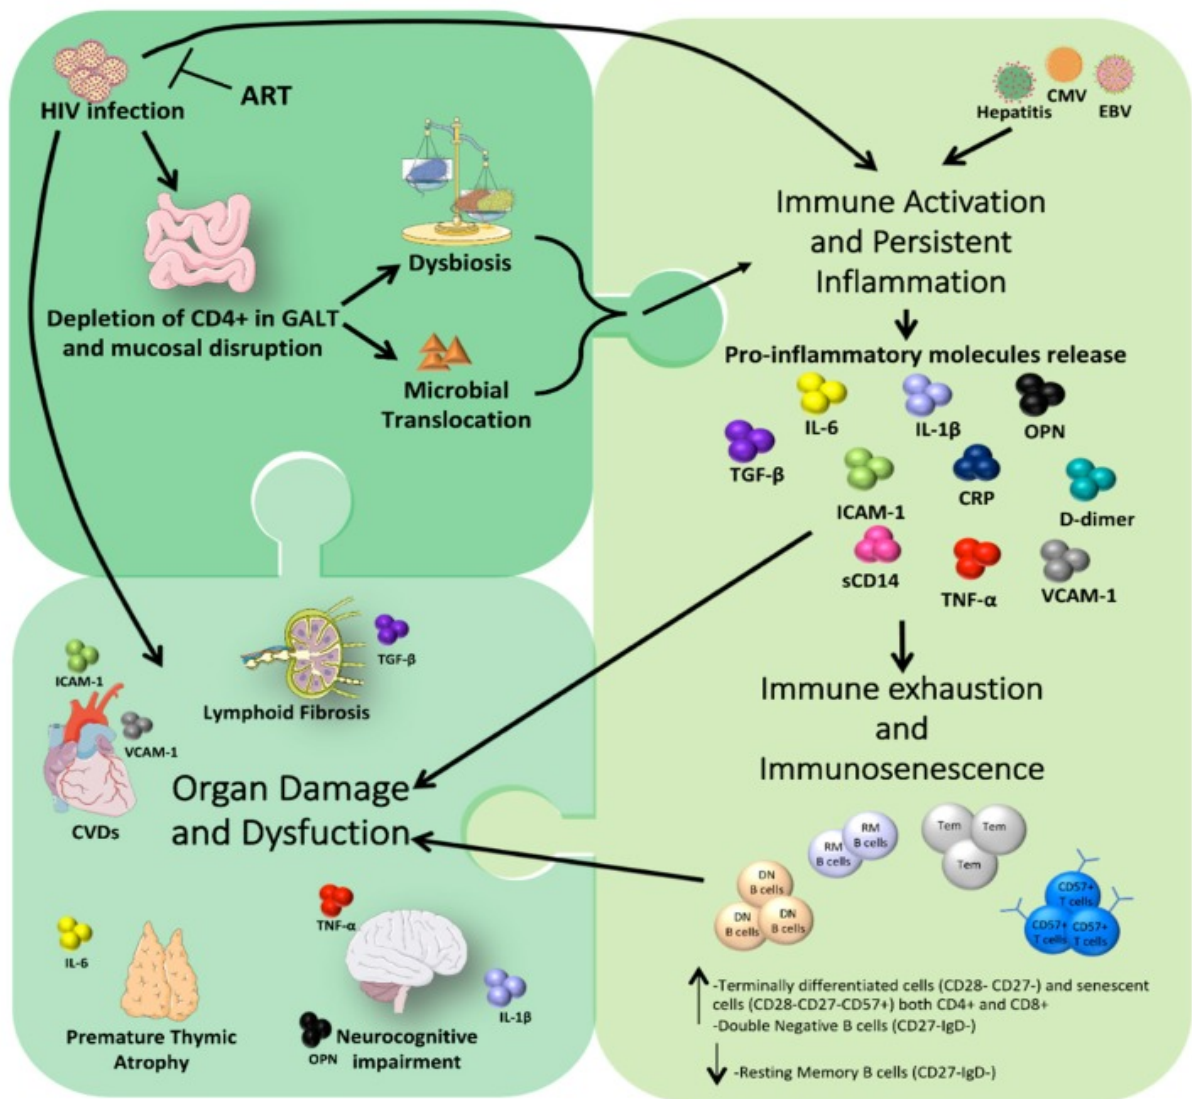 HIV infection
ART
Dysbiosis
Depletion of CD4+ in GALT
and mucosal disruption
Microbial
Translocation
Hepatitis
CMV
EBV
Immune Activation
and Persistent
Inflammation
Pro-inflammatory molecules release
IL-6
IL-1β
OPN
TGF-β
ICAM-1
CRP
D-dimer
sCD14
TNF-α
VCAM-1
Immune exhaustion
and
Immunosenescence
RM
B cells
RM
B cells
Tem
Tem
Tem
DN
B cells
DN
B cells
DN
B cells
CD57+
T cells
CD57+
T cells
CD57+
T cells
-Terminally differentiated cells (CD28- CD27-) and senescent
cells (CD28-CD27-CD57+) both CD4+ and CD8+
-Double Negative B cells (CD27-IgD-)
-Resting Memory B cells (CD27-IgD-)
ICAM-1
VCAM-1
CVDs
TGF-β
Lymphoid Fibrosis
Organ Damage
and Dysfuction
IL-6
Premature Thymic
Atrophy
TNF-α
IL-1β
OPN
Neurocognitive
impairment